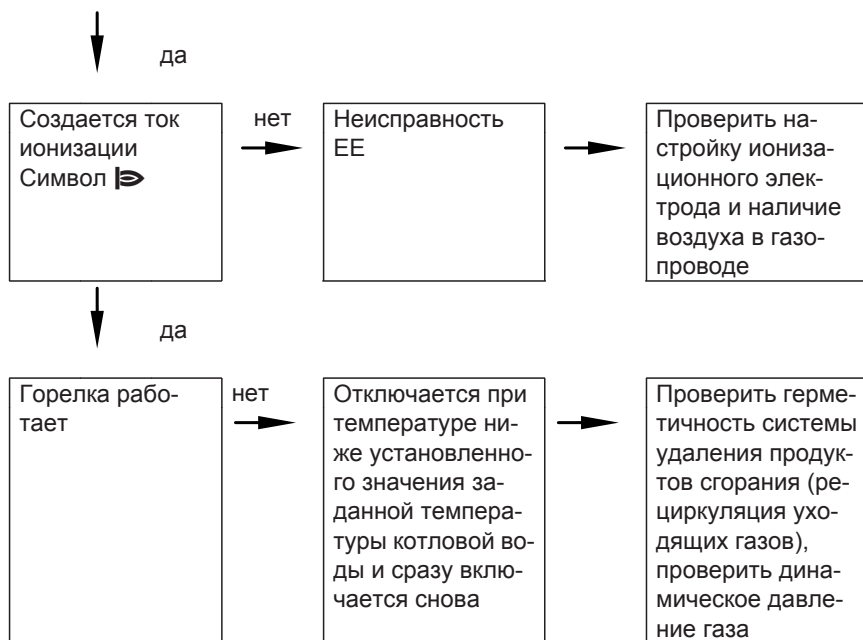 да
Создается ток
ионизации
Символ
нет
Неисправность
EE
Проверить на-
стройку иониза-
ционного элек-
трода и наличие
воздуха в газо-
проводе
да
Горелка рабо-
тает
нет
Отключается при
температуре ни-
же установленно-
го значения за-
данной темпера-
туры котловой во-
ды и сразу вклю-
чается снова
Проверить герме-
тичность системы
удаления продук-
тов сгорания (ре-
циркуляция ухо-
дящих газов),
проверить дина-
мическое давле-
ние газа